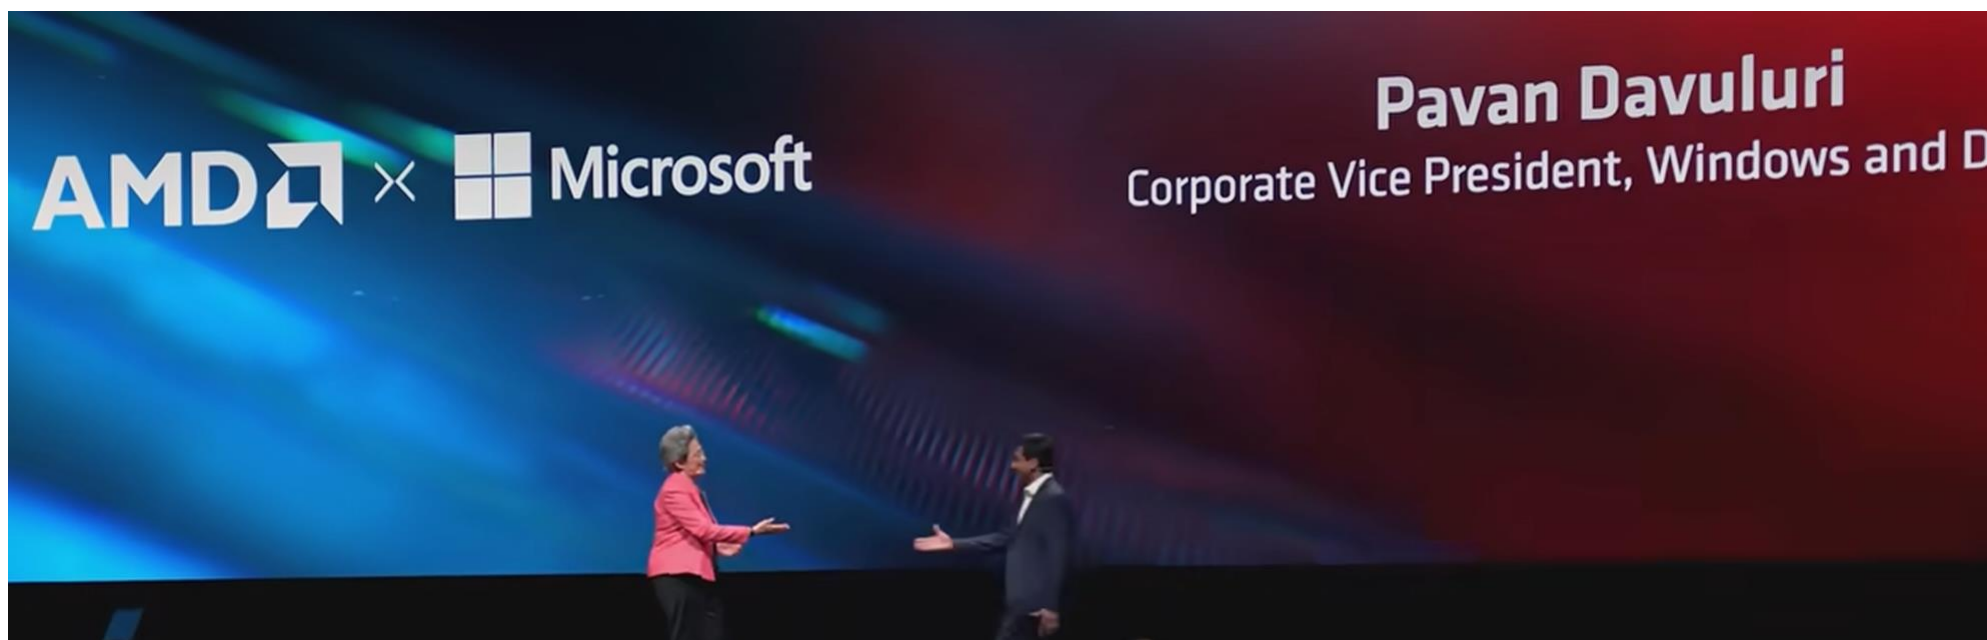 AMD × Microsoft
Pavan Davuluri
Corporate Vice President, Windows and D